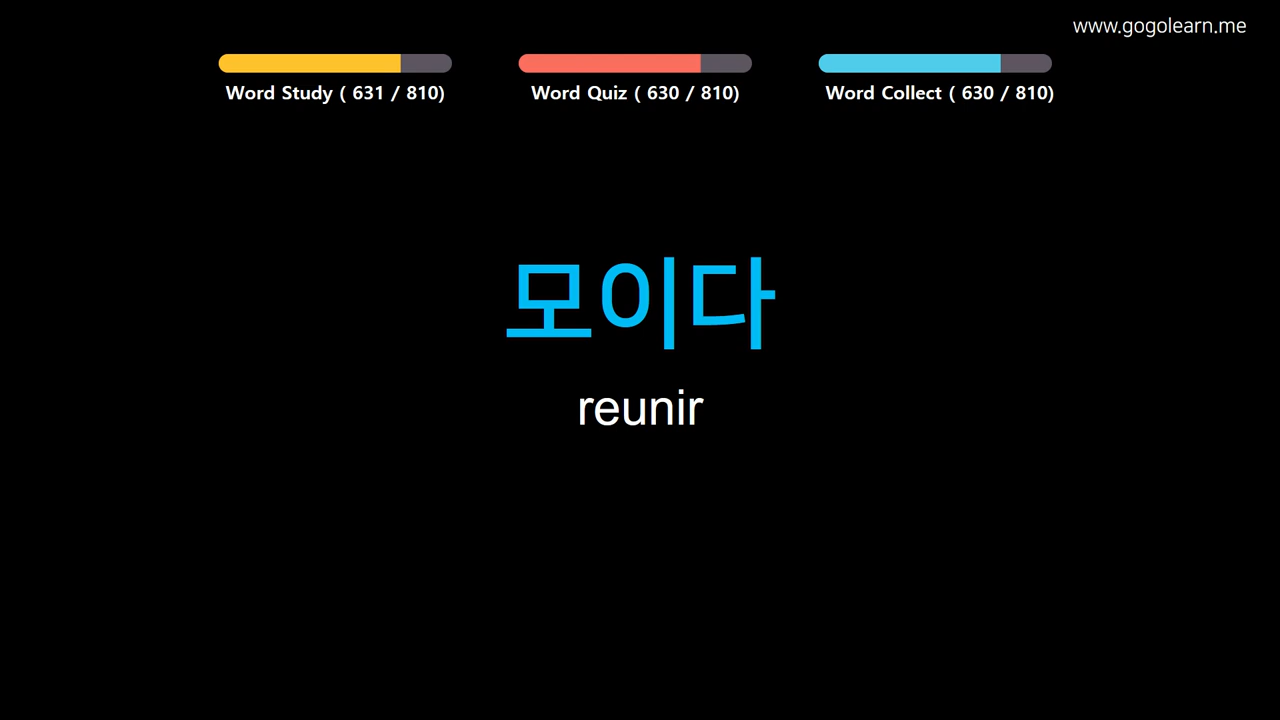 www.gogolearn.me
Word Study ( 631 / 810)
Word Quiz ( 630 / 810)
Word Collect ( 630 / 810)
모이다
reunir